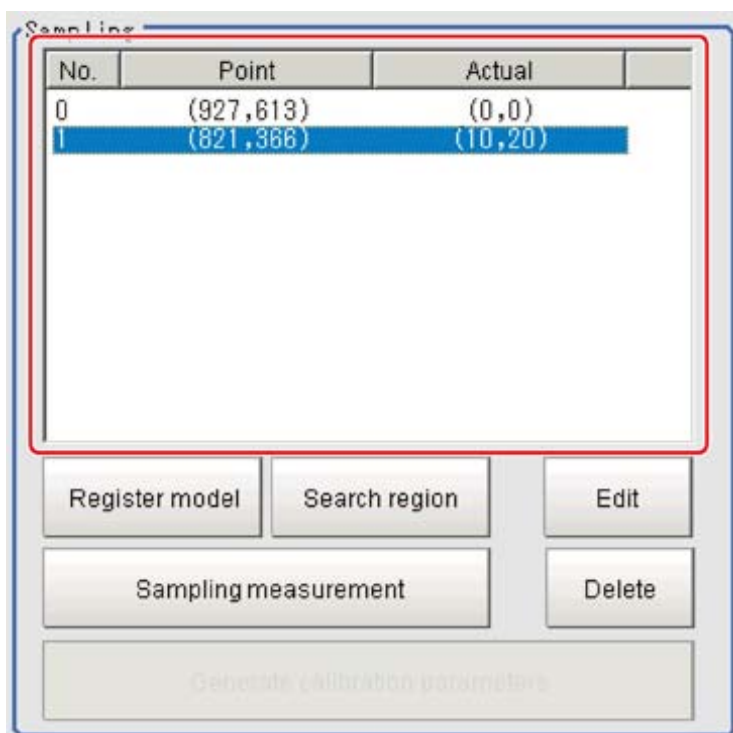 Sampling
No. Point Actual
0 (927,613) (0,0)
1 (821,366) (10,20)
Register model Search region Edit
Sampling measurement Delete
Generate calibration parameters